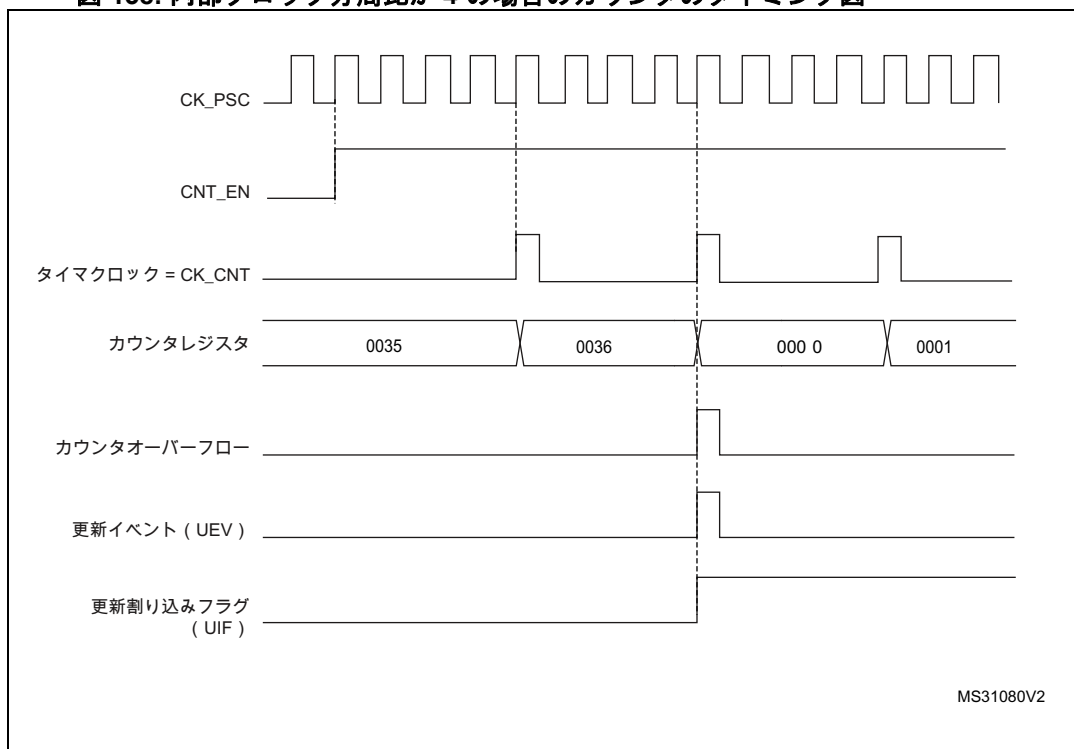 CK_PSC
CNT_EN
タイマクロック = CK_CNT
カウンタレジスタ
0035
0036
000 0
0001
カウンタオーバーフロー
更新イベント ( UEV )
更新割り込みフラグ
( UIF )
MS31080V2